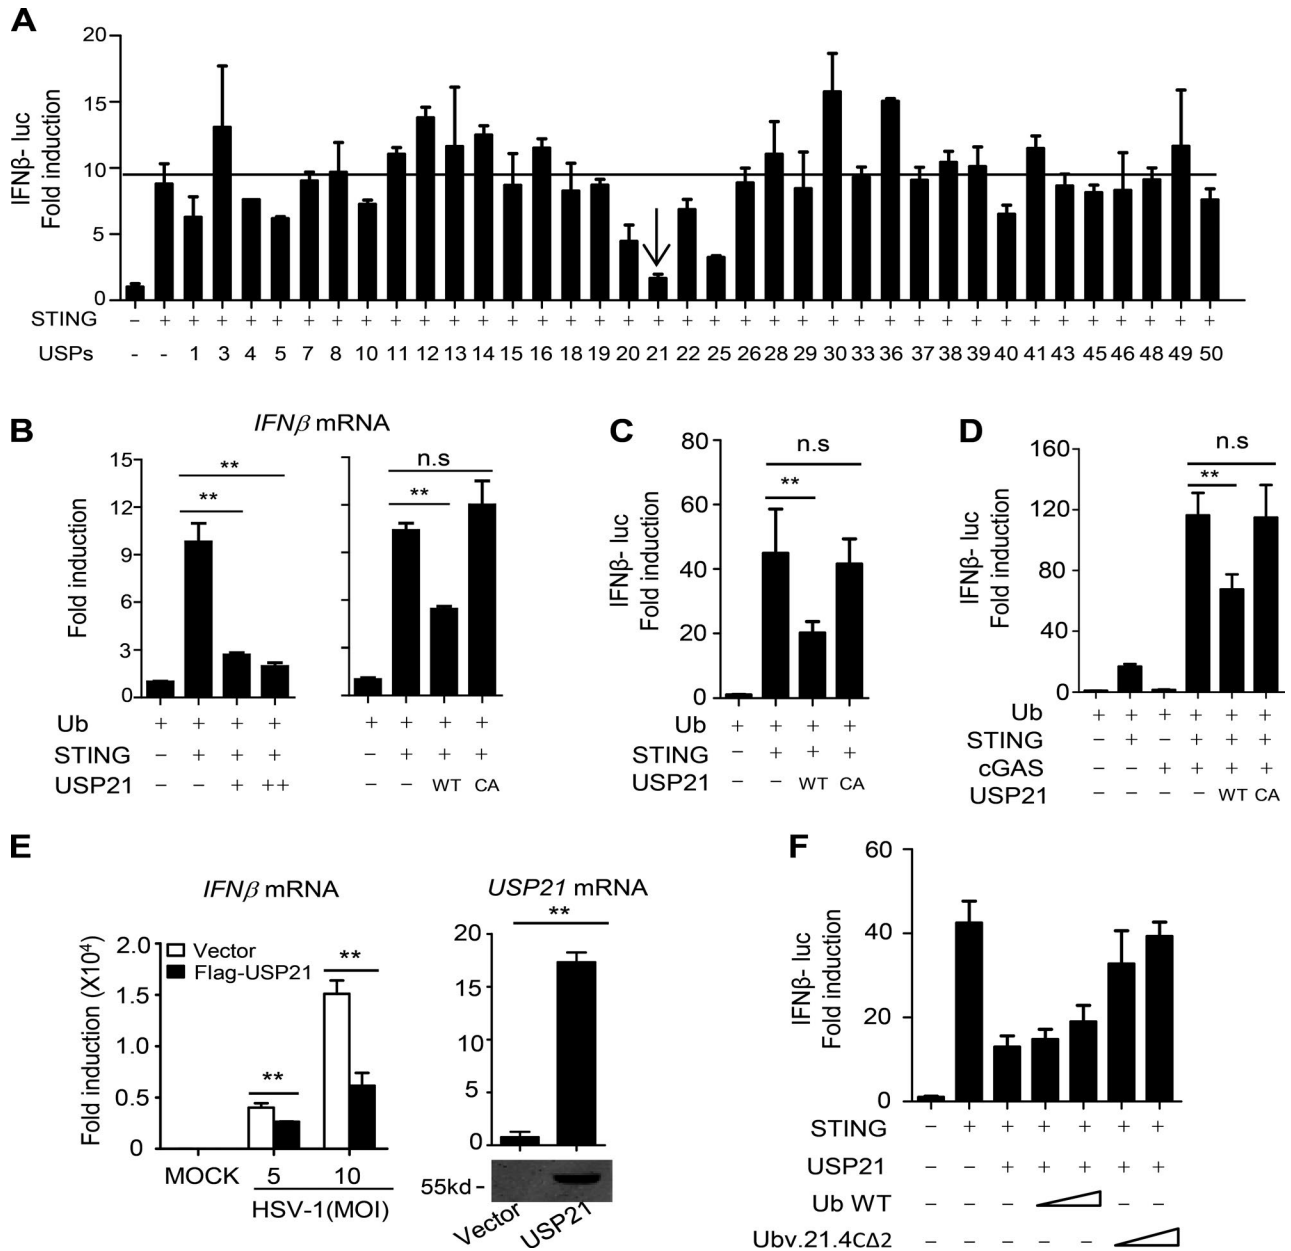 A
IFNβ- luc
Fold induction
20
15
10
5
0
STING - + + + + + + + + + + + + + + + + + + + + + + + + + + + + + + + + + + + + +
USPs - - 1 3 4 5 7 8 10 11 12 13 14 15 16 18 19 20 21 22 25 26 28 29 30 33 36 37 38 39 40 41 43 45 46 48 49 50
B
IFNβ mRNA
Fold induction
15
12
9
6
3
0
**
**
n.s
**
Ub + + + + + + + +
STING - + + + - + + +
USP21 - - + ++ - - WT CA
C
IFNβ- luc
Fold induction
80
60
40
20
0
n.s
**
Ub + + + +
STING - + + +
USP21 - - WT CA
D
IFNβ- luc
Fold induction
160
120
80
40
0
n.s
**
Ub + + + + + +
STING - + - + + +
cGAS - - + + + +
USP21 - - - - WT CA
E
IFNβ mRNA
Fold induction (X10⁴)
2.0
1.5
1.0
0.5
0
Vector
Flag-USP21
**
**
MOCK 5 10
HSV-1(MOI)
USP21 mRNA
**
20
15
10
5
0
55kd -
Vector USP21
F
IFNβ- luc
Fold induction
60
40
20
0
STING - + + + + + +
USP21 - - + + + + +
Ub WT - - - - -
Ubv.21.4CΔ2 - - - - -